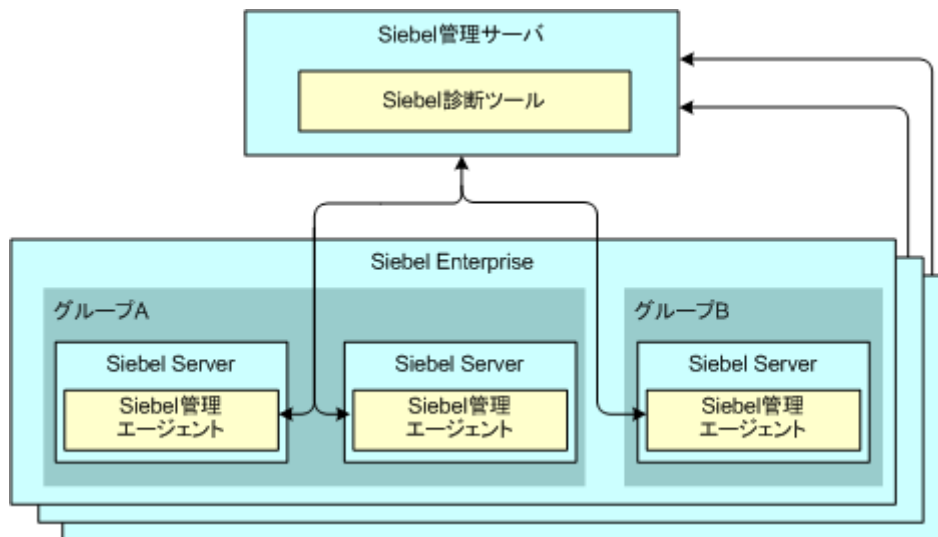 Siebel管理サーバ
Siebel診断ツール
Siebel Enterprise
グループA
グループB
Siebel Server
Siebel管理
エージェント
Siebel Server
Siebel管理
エージェント
Siebel Server
Siebel管理
エージェント